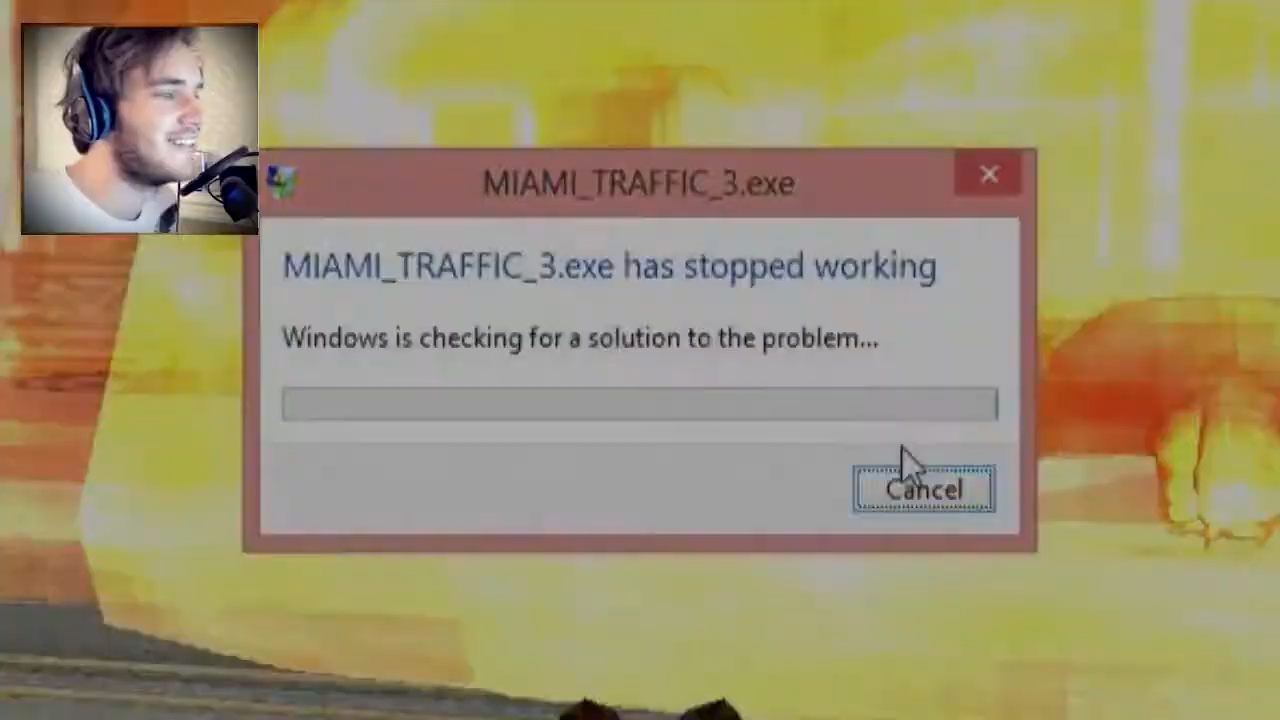 MIAMI_TRAFFIC_3.exe
MIAMI_TRAFFIC_3.exe has stopped working
Windows is checking for a solution to the problem...
Cancel